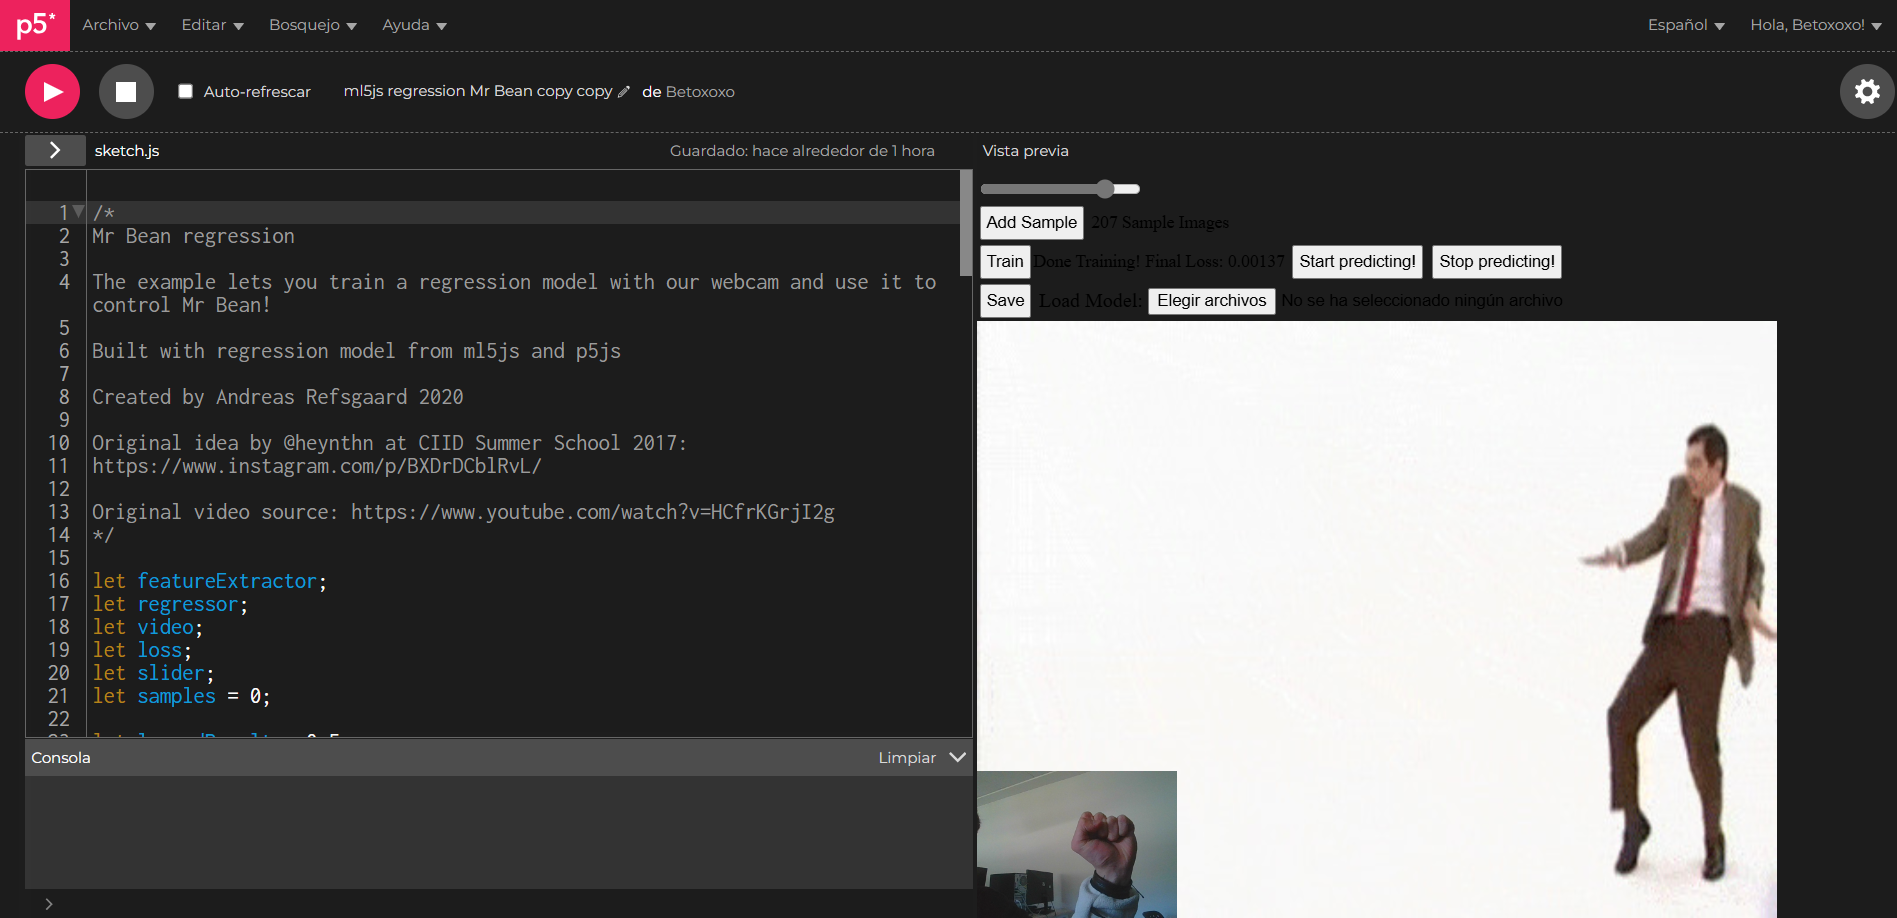 p5* Archivo Editar Bosquejo Ayuda Español Hola, Betoxoxo!
Auto-refrescar ml5js regression Mr Bean copy copy de Betoxoxo
sketch.js Guardado: hace alrededor de 1 hora
1 /*
2 Mr Bean regression
3
4 The example lets you train a regression model with our webcam and use it to
control Mr Bean!
5
6 Built with regression model from ml5js and p5js
7
8 Created by Andreas Refsgaard 2020
9
10 Original idea by @heynthn at CIID Summer School 2017:
11 https://www.instagram.com/p/BXDrDCblRvL/
12
13 Original video source: https://www.youtube.com/watch?v=HCfrKGrjI2g
14 */
15
16 let featureExtractor;
17 let regressor;
18 let video;
19 let loss;
20 let slider;
21 let samples = 0;
22
Consola Limpiar
>
Vista previa
Add Sample 207 Sample Images
Train Done Training! Final Loss: 0.00137 Start predicting! Stop predicting!
Save Load Model: Elegir archivos No se ha seleccionado ningún archivo